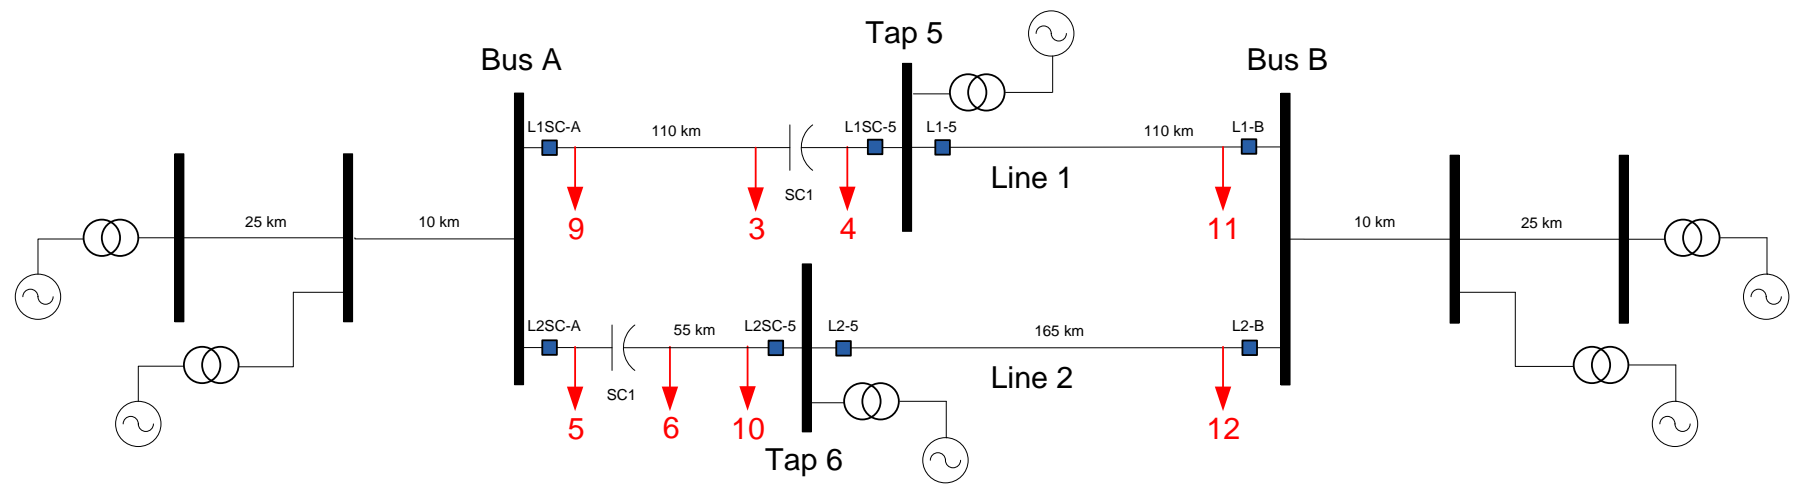 Tap 5
Bus A
Bus B
L1SC-A
110 km
L1SC-5
L1-5
110 km
L1-B
Line 1
SC1
9
3
4
11
25 km
10 km
10 km
25 km
L2SC-A
55 km
L2SC-5
L2-5
165 km
L2-B
Line 2
SC1
5
6
10
12
Tap 6